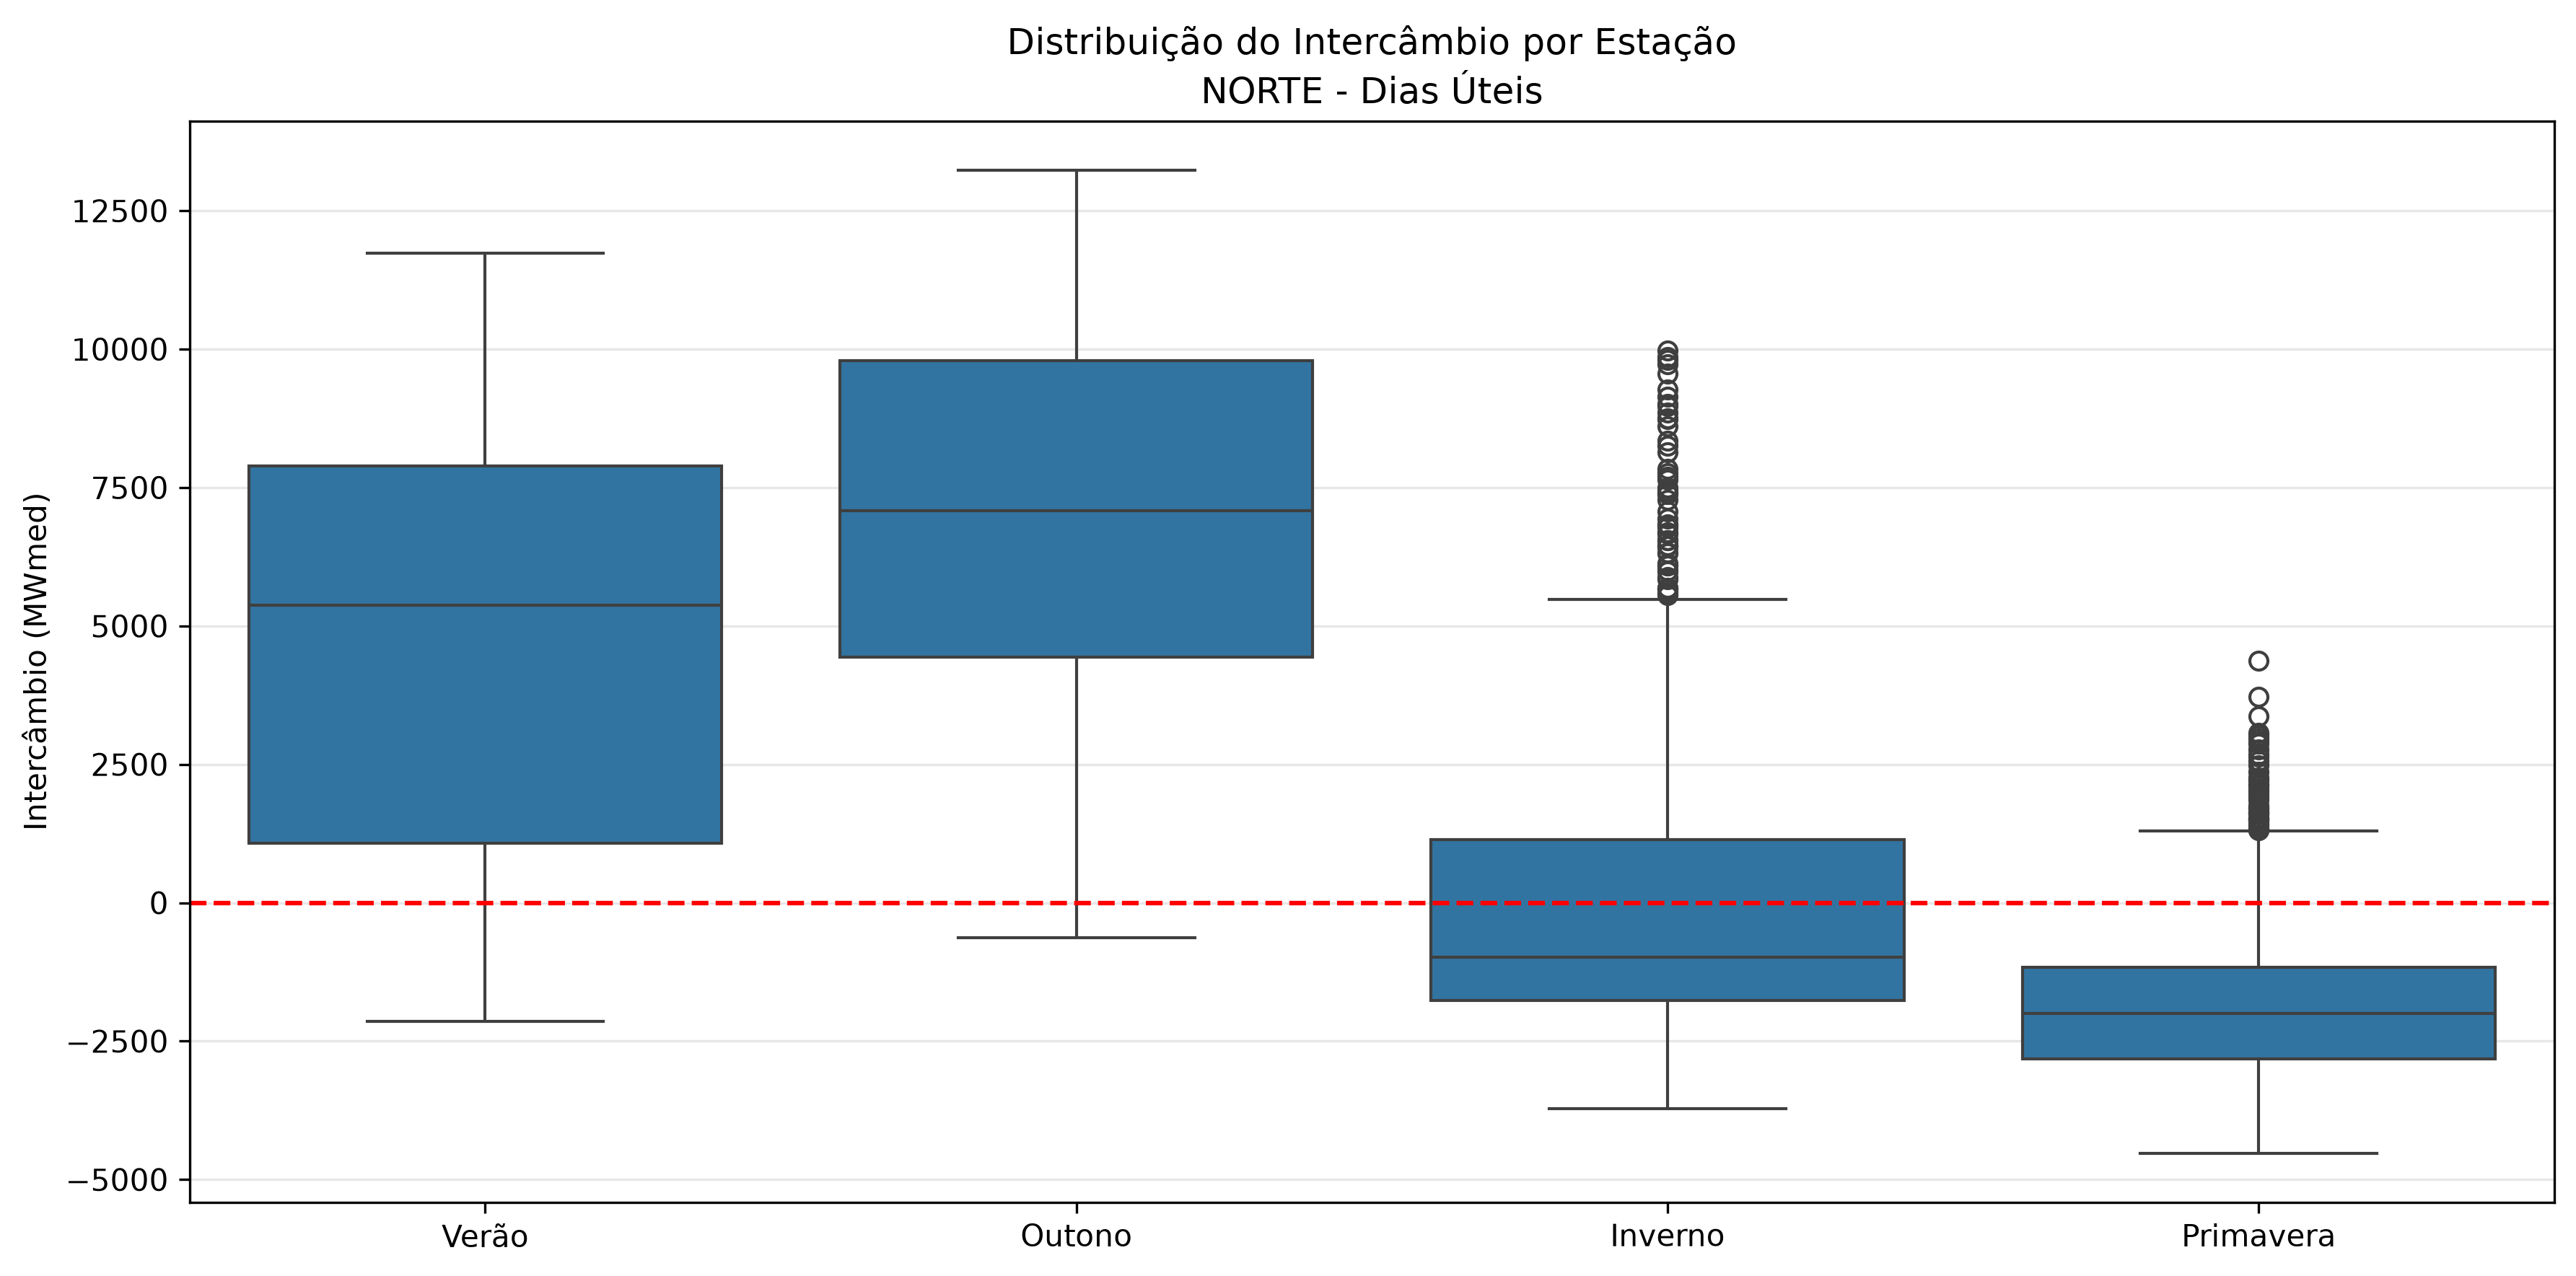 Distribuição do Intercâmbio por Estação
NORTE - Dias Úteis
Intercâmbio (MWmed)
12500
10000
7500
5000
2500
0
−2500
−5000
Verão
Outono
Inverno
Primavera